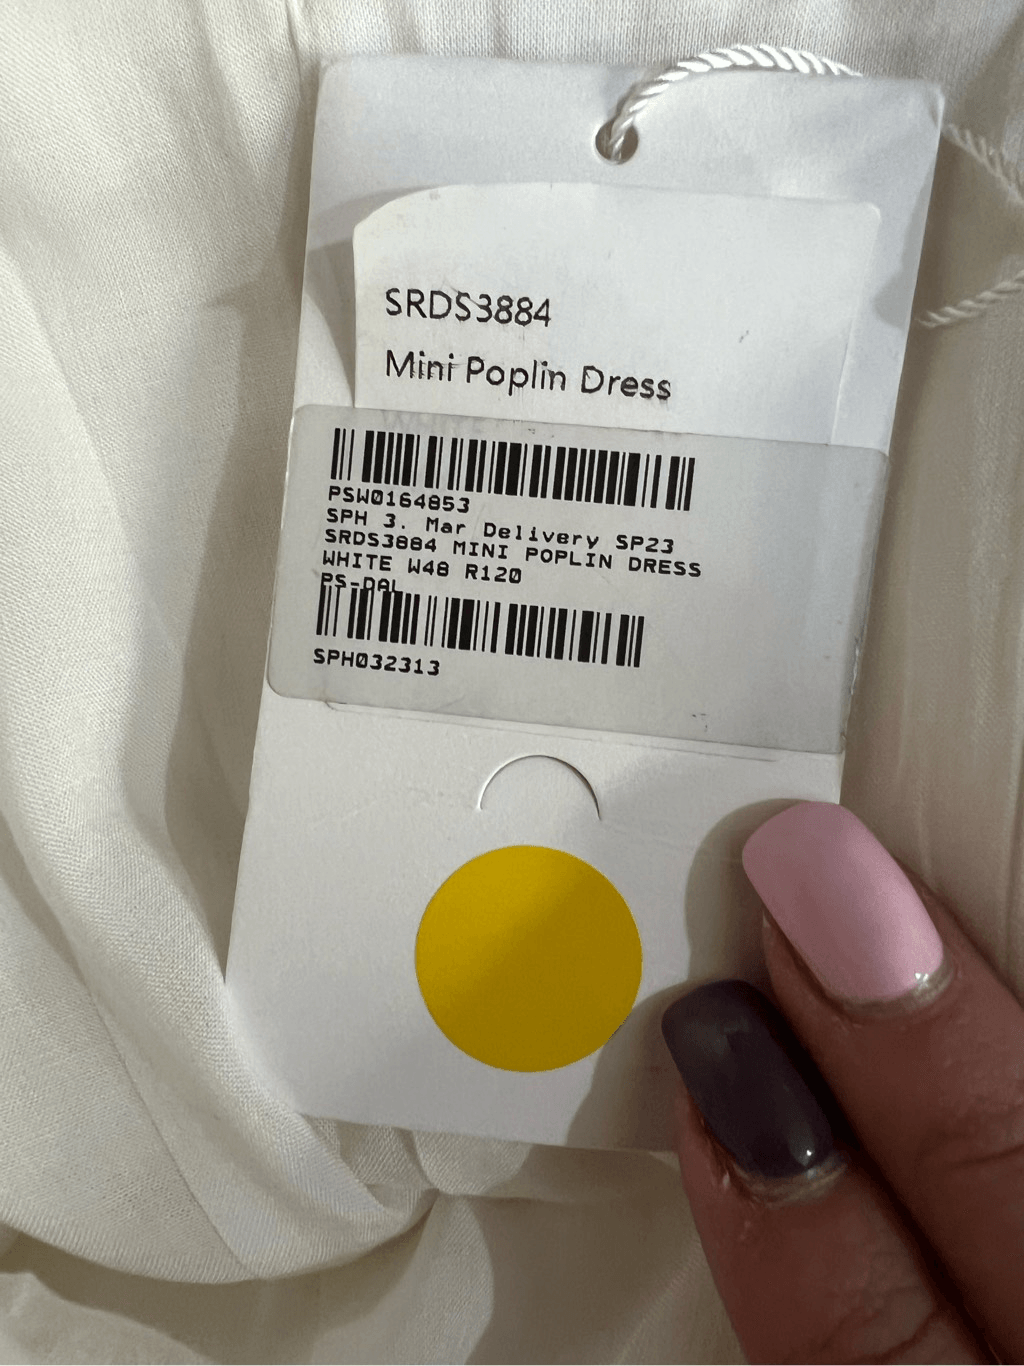 SRDS3884
Mini Poplin Dress
WHITE
PSW0164853
SPH 3. Mar Delivery SP23
SRDS3884 MINI POPLIN DRESS
WHITE W48 R120
PS-DAL
SPH032313